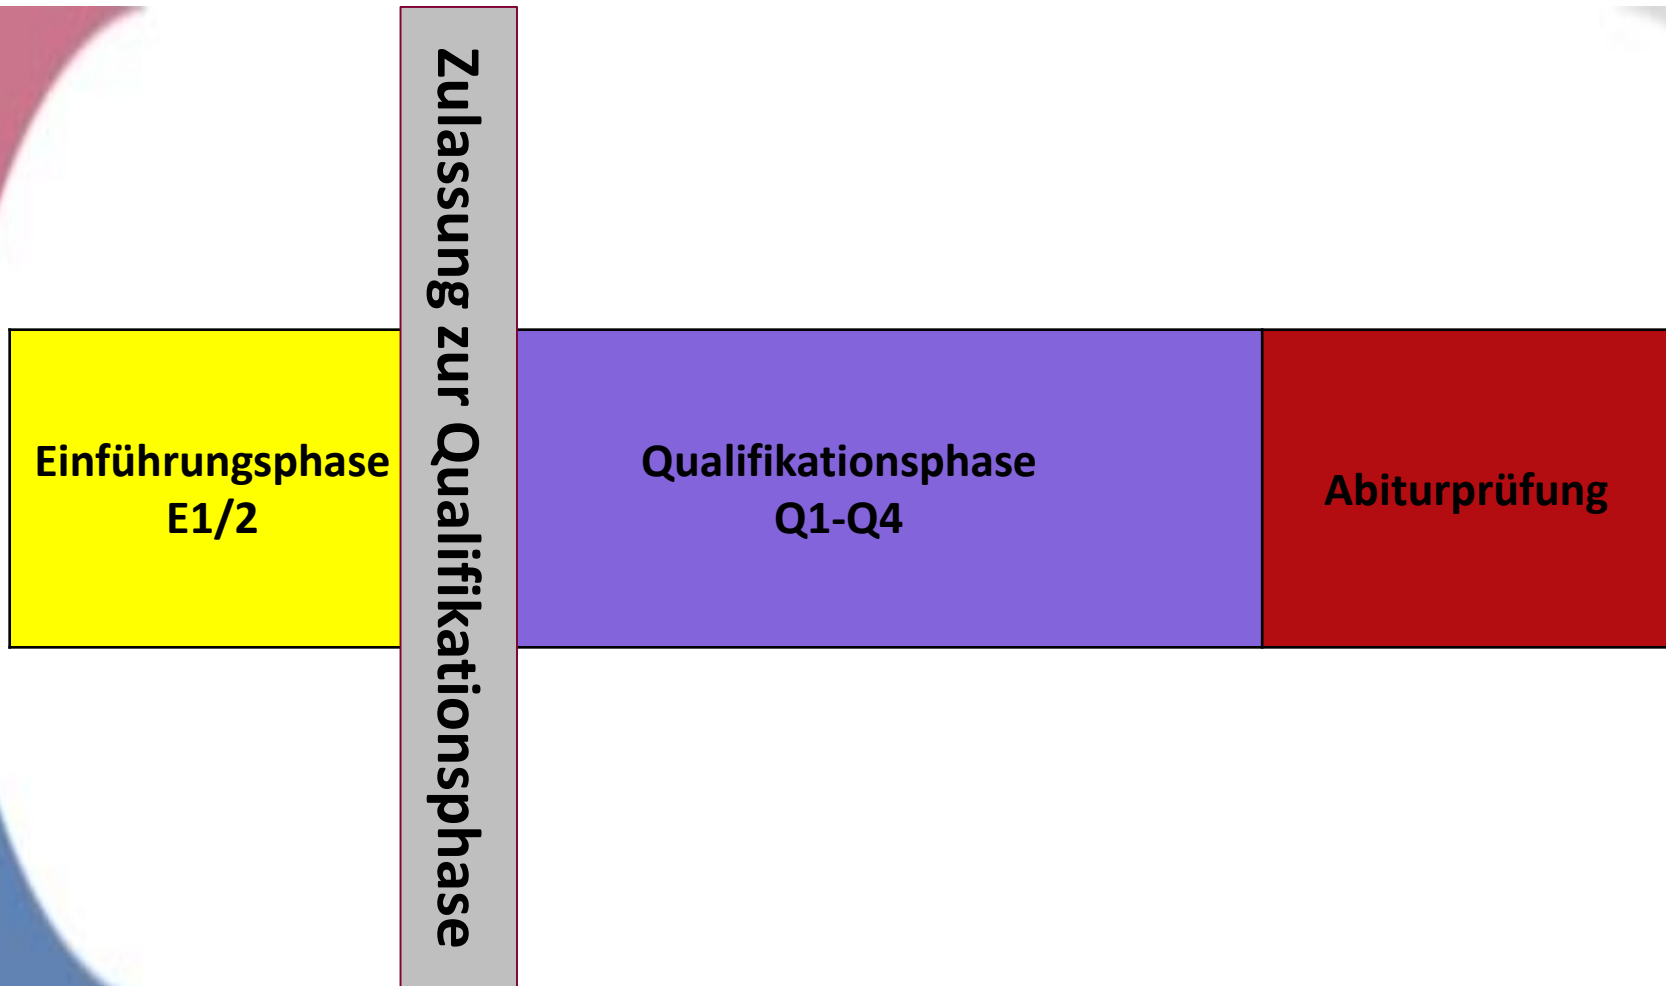 Einführungsphase
E1/2
Zulassung zur Qualifikationsphase
Qualifikationsphase
Q1-Q4
Abiturprüfung